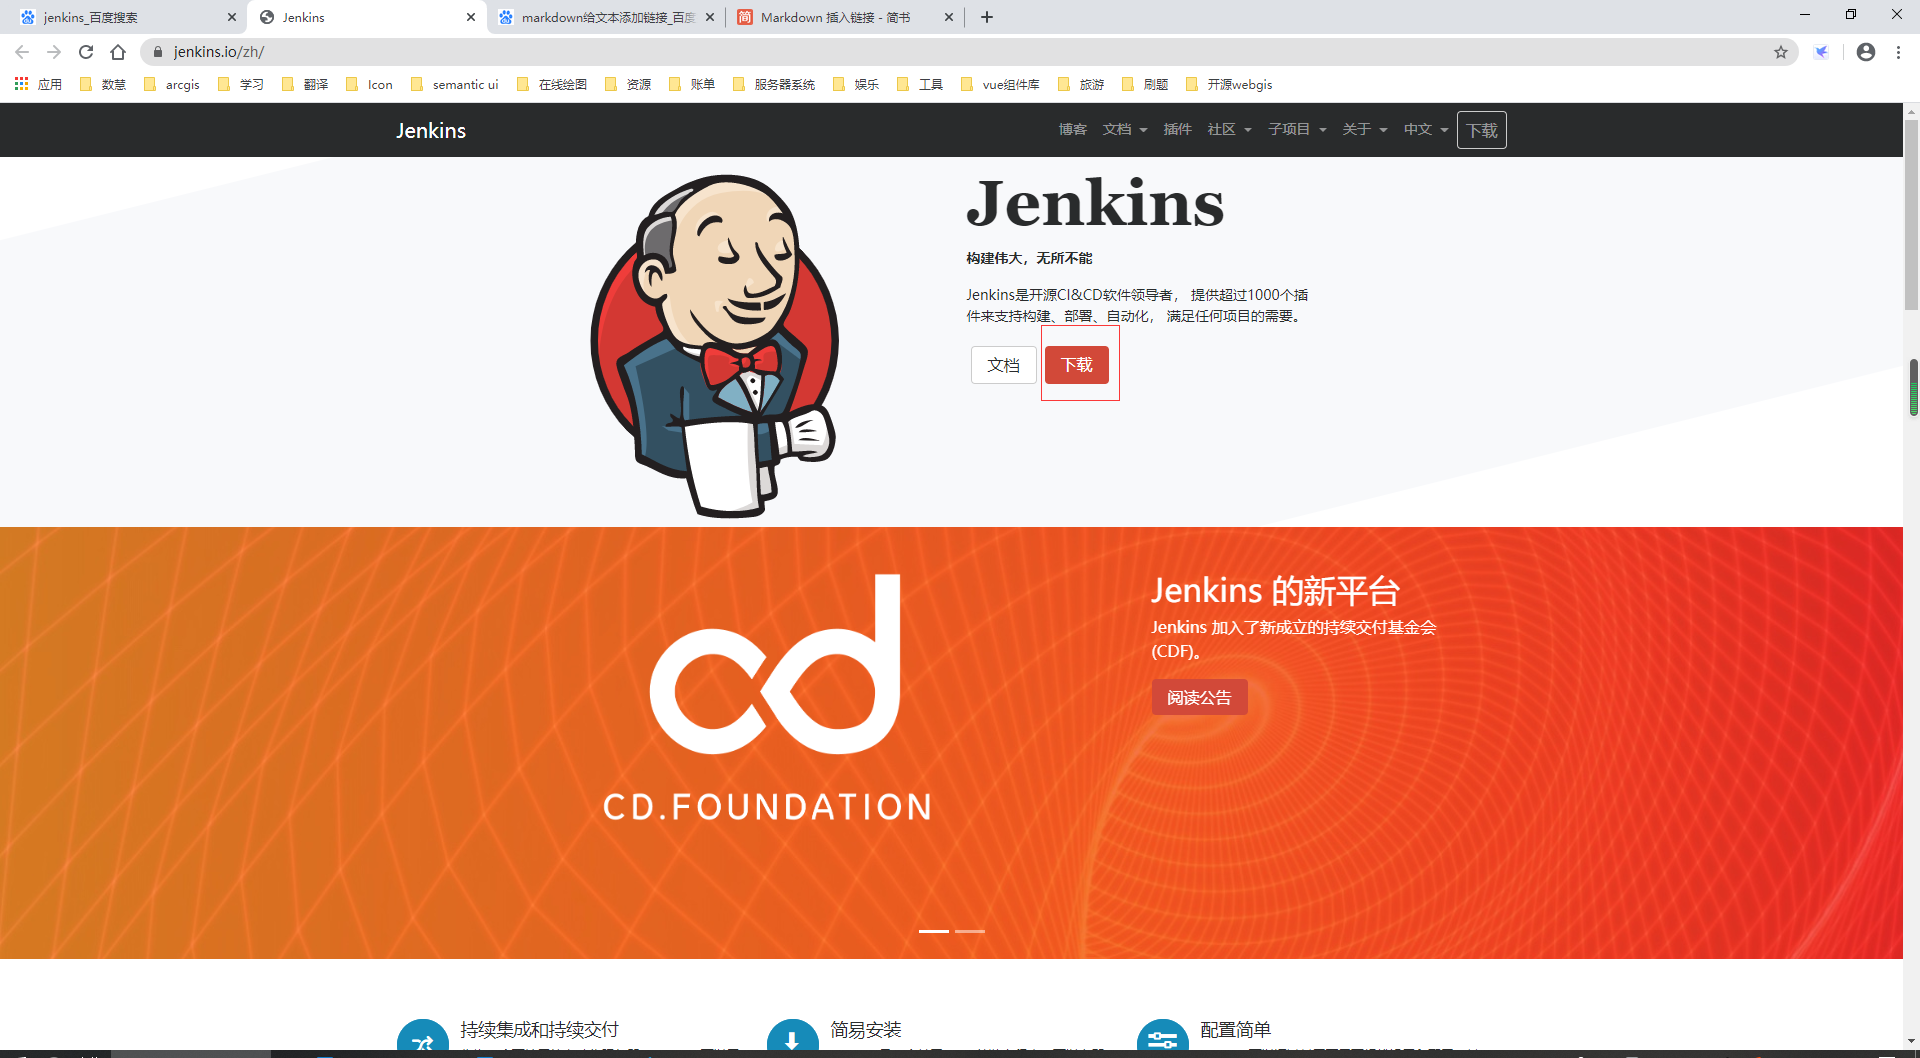 jenkins_百度搜索
Jenkins
markdown给文本添加链接_百度
Markdown 插入链接 - 简书
jenkins.io/zh/
应用 数慧 arcgis 学习 翻译 Icon semantic ui 在线绘图 资源 账单 服务器系统 娱乐 工具 vue组件库 旅游 刷题 开源webgis
Jenkins
博客 文档 插件 社区 子项目 关于 中文 下载
Jenkins
构建伟大，无所不能
Jenkins是开源CI&CD软件领导者， 提供超过1000个插
件来支持构建、部署、自动化， 满足任何项目的需要。
文档 下载
cd
CD.FOUNDATION
Jenkins 的新平台
Jenkins 加入了新成立的持续交付基金会
(CDF)。
阅读公告
持续集成和持续交付
简易安装
配置简单